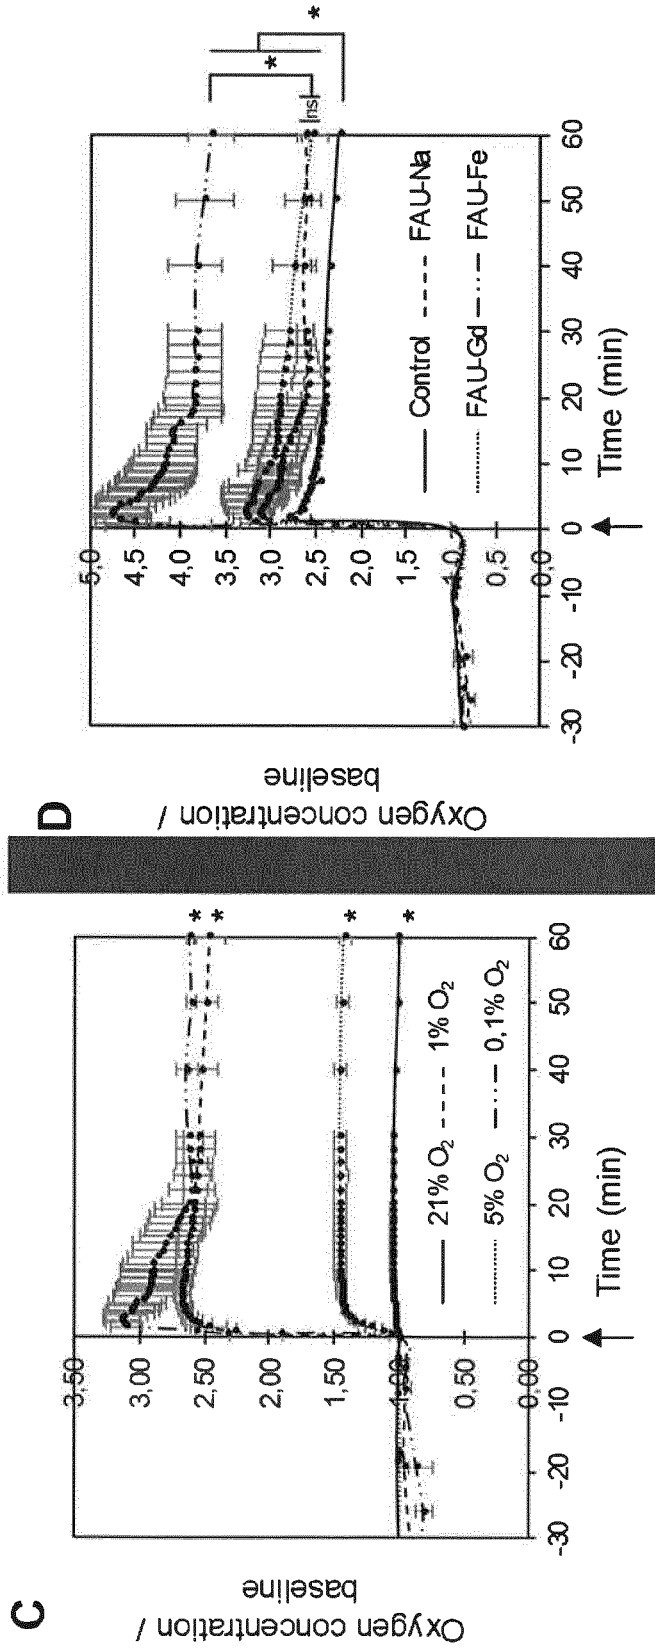 C
Oxygen concentration /
baseline
3,50
3,00
2,50
2,00
1,50
1,00
0,50
0,00
-30 -20 -10 0 10 20 30 40 50 60
Time (min)
21% O2 1% O2
5% O2 0,1% O2
*
*
*
*
D
Oxygen concentration /
baseline
5,0
4,5
4,0
3,5
3,0
2,5
2,0
1,5
1,0
0,5
0,0
-30 -20 -10 0 10 20 30 40 50 60
Time (min)
Control FAU-Na
FAU-Gd FAU-Fe
ns
*
*